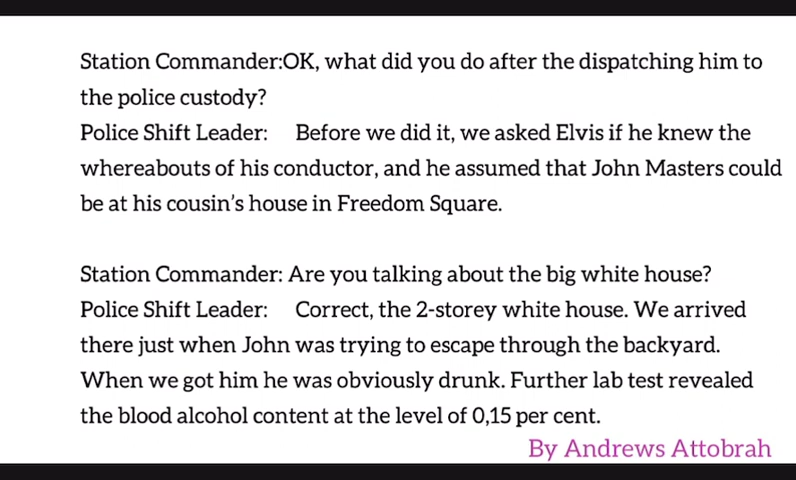 Station Commander:OK, what did you do after the dispatching him to
the police custody?
Police Shift Leader: Before we did it, we asked Elvis if he knew the
whereabouts of his conductor, and he assumed that John Masters could
be at his cousin's house in Freedom Square.
Station Commander: Are you talking about the big white house?
Police Shift Leader: Correct, the 2-storey white house. We arrived
there just when John was trying to escape through the backyard.
When we got him he was obviously drunk. Further lab test revealed
the blood alcohol content at the level of 0,15 per cent.
By Andrews Attobrah